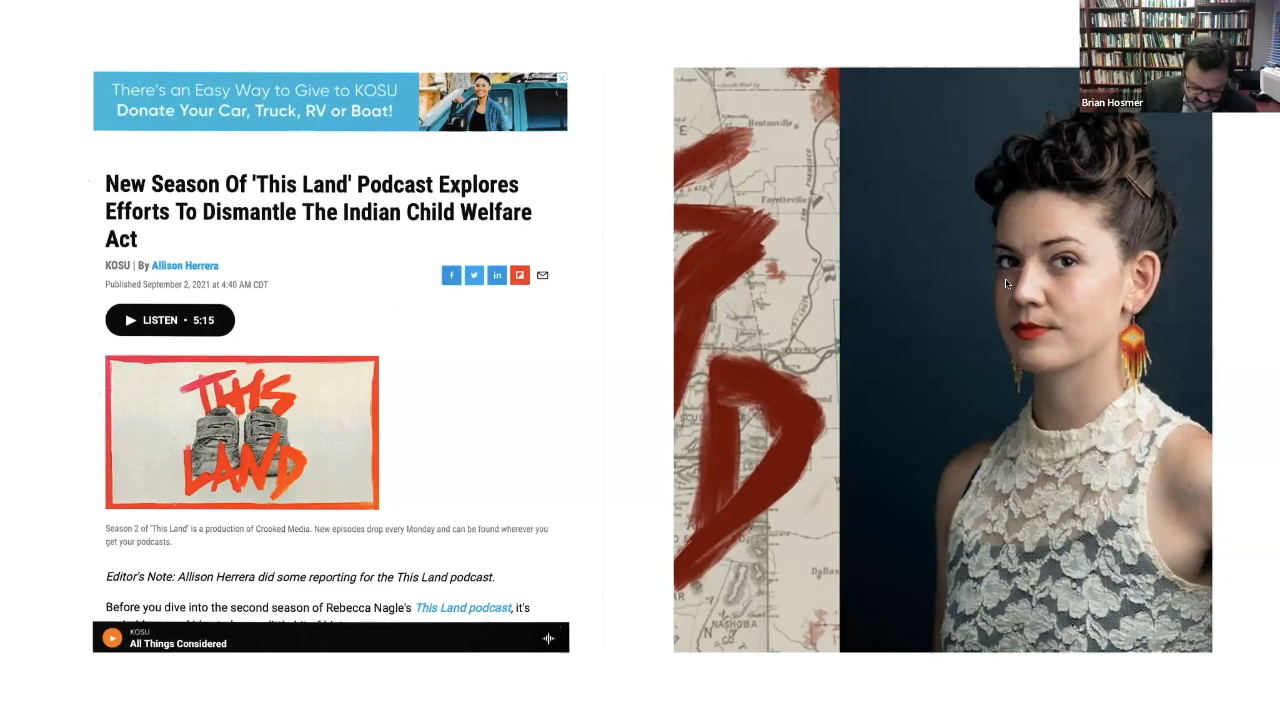 There's an Easy Way to Give to KOSU
Donate Your Car, Truck, RV or Boat!
New Season Of 'This Land' Podcast Explores
Efforts To Dismantle The Indian Child Welfare
Act
KOSU | By Allison Herrera
Published September 2, 2021 at 4:40 AM CDT
LISTEN • 5:15
THIS
LAND
Season 2 of 'This Land' is a production of Crooked Media. New episodes drop every Monday and can be found wherever you
get your podcasts.
Editor's Note: Allison Herrera did some reporting for the This Land podcast.
Before you dive into the second season of Rebecca Nagle's This Land podcast, it's
KOSU
All Things Considered
Bentonville
Fayetteville
FRANCISCO
ST LOUIS
D
Dallas
NASHOBA
CO.
Brian Hosmer